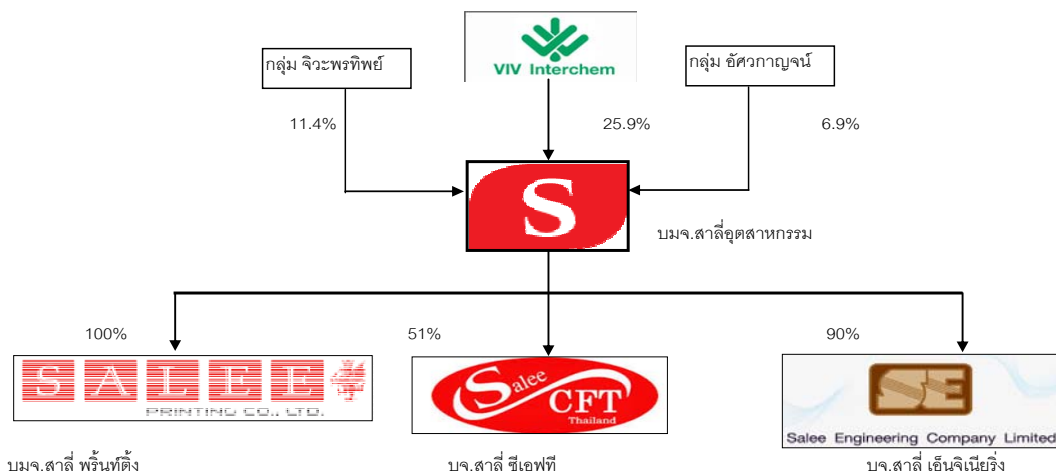 VIV Interchem
กลุ่ม จิวะพรทิพย์
กลุ่ม อัศวกาญจน์
11.4%
25.9%
6.9%
S
บมจ.สาลี่อุตสาหกรรม
100%
51%
90%
SALEE
PRINTING CO., LTD.
Salee
CFT
Thailand
SE
Salee Engineering Company Limited
บมจ.สาลี่ พริ้นท์ติ้ง
บจ.สาลี่ ซีเอฟที
บจ.สาลี่ เอ็นจิเนียริ่ง